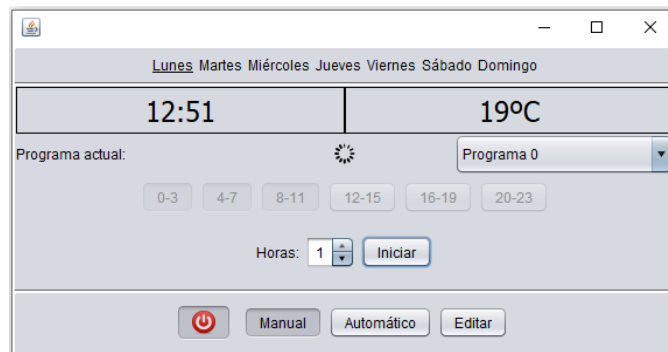 Lunes Martes Miércoles Jueves Viernes Sábado Domingo
12:51 19ºC
Programa actual: Programa 0
0-3 4-7 8-11 12-15 16-19 20-23
Horas: 1 Iniciar
Manual Automático Editar